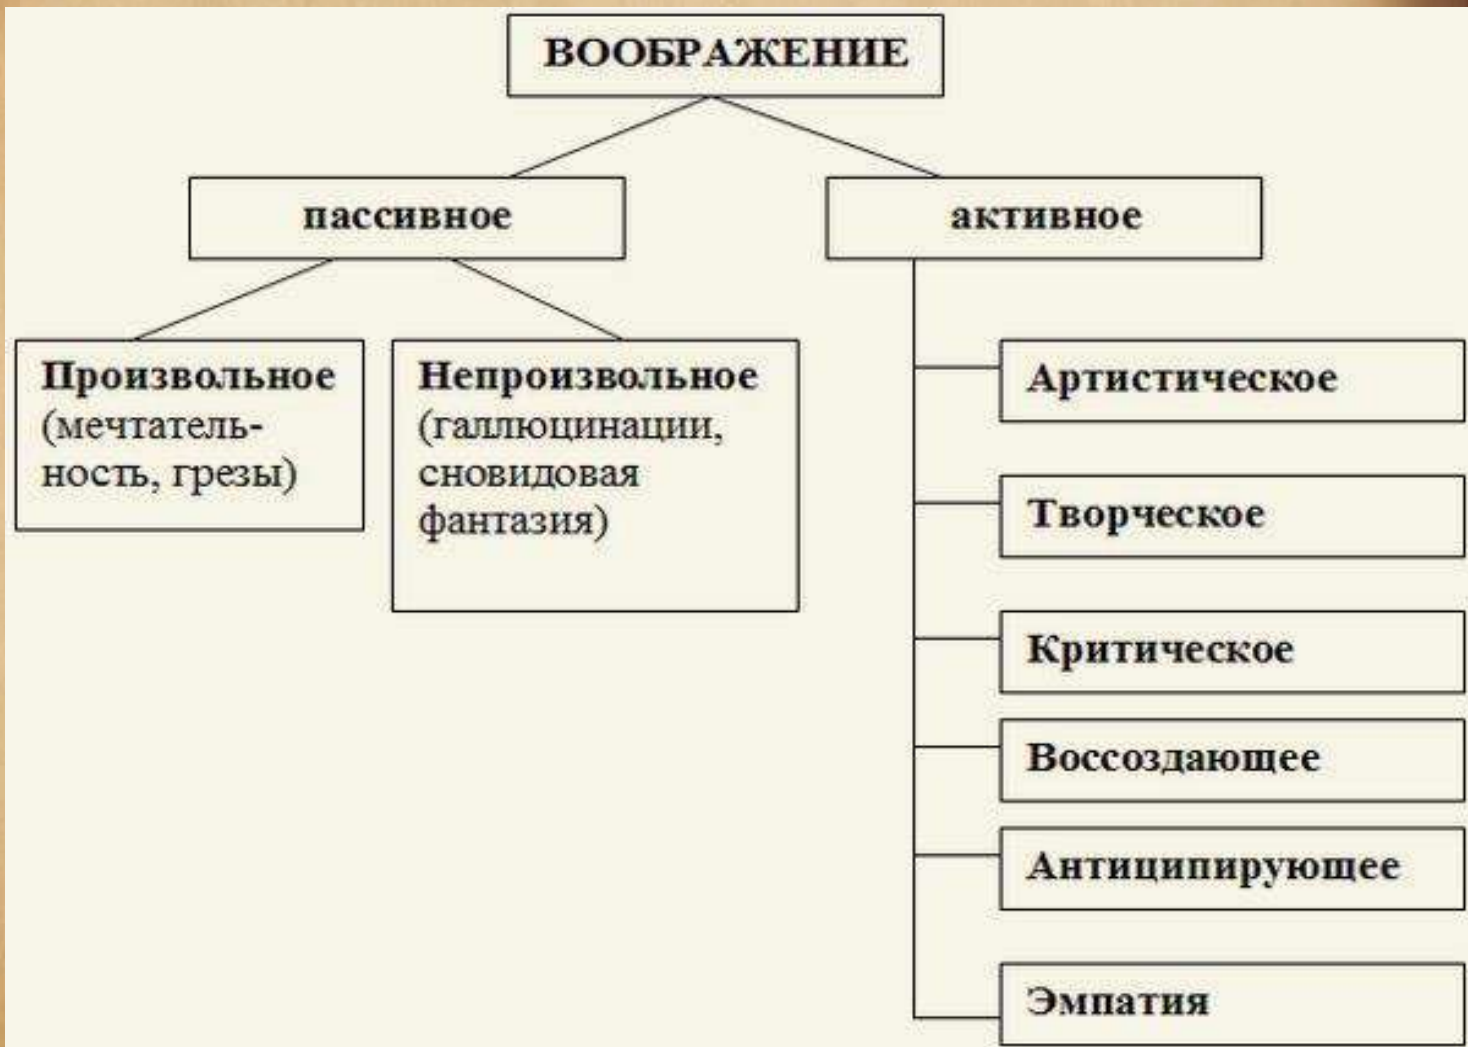 ВООБРАЖЕНИЕ
пассивное
активное
Произвольное
(мечтатель-
ность, грезы)
Непроизвольное
(галлюцинации,
сновидовая
фантазия)
Артистическое
Творческое
Критическое
Воссоздающее
Антиципирующее
Эмпатия